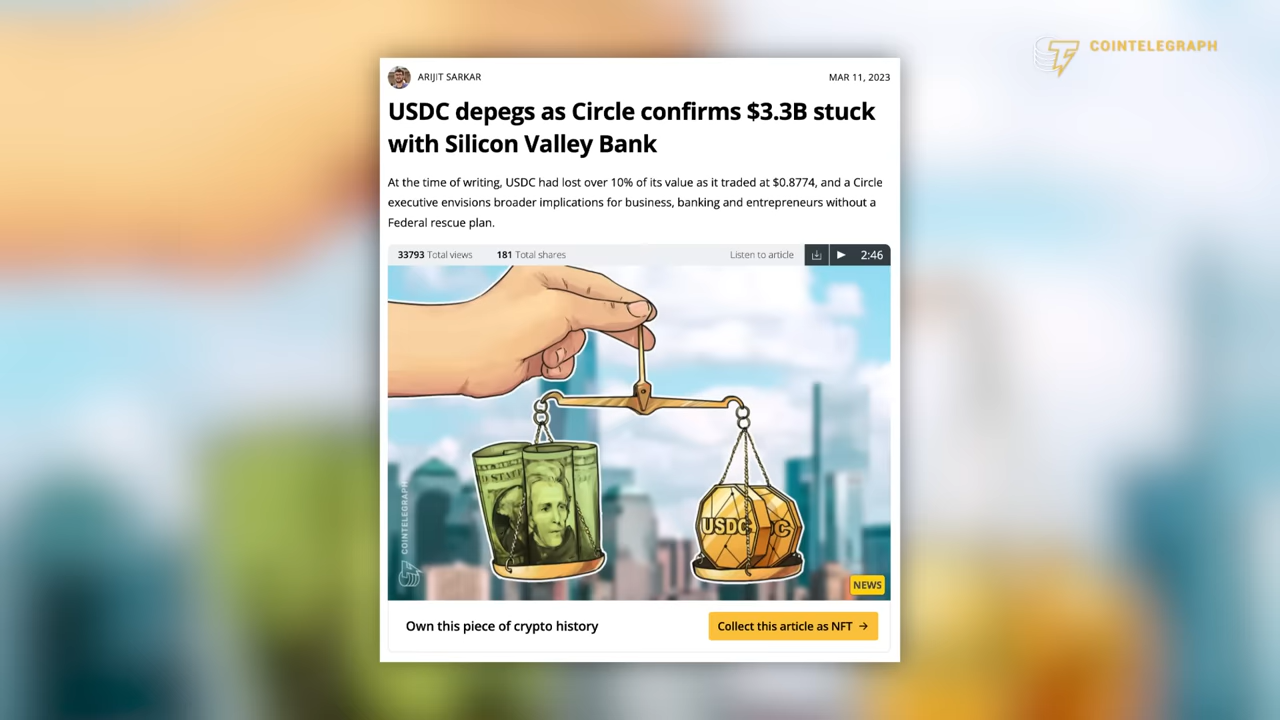 COINTELEGRAPH
ARIJIT SARKAR
MAR 11, 2023
USDC depegs as Circle confirms $3.3B stuck
with Silicon Valley Bank
At the time of writing, USDC had lost over 10% of its value as it traded at $0.8774, and a Circle
executive envisions broader implications for business, banking and entrepreneurs without a
Federal rescue plan.
33793 Total views 181 Total shares Listen to article 2:46
COINTELEGRAPH
USDC
C
NEWS
Own this piece of crypto history
Collect this article as NFT →